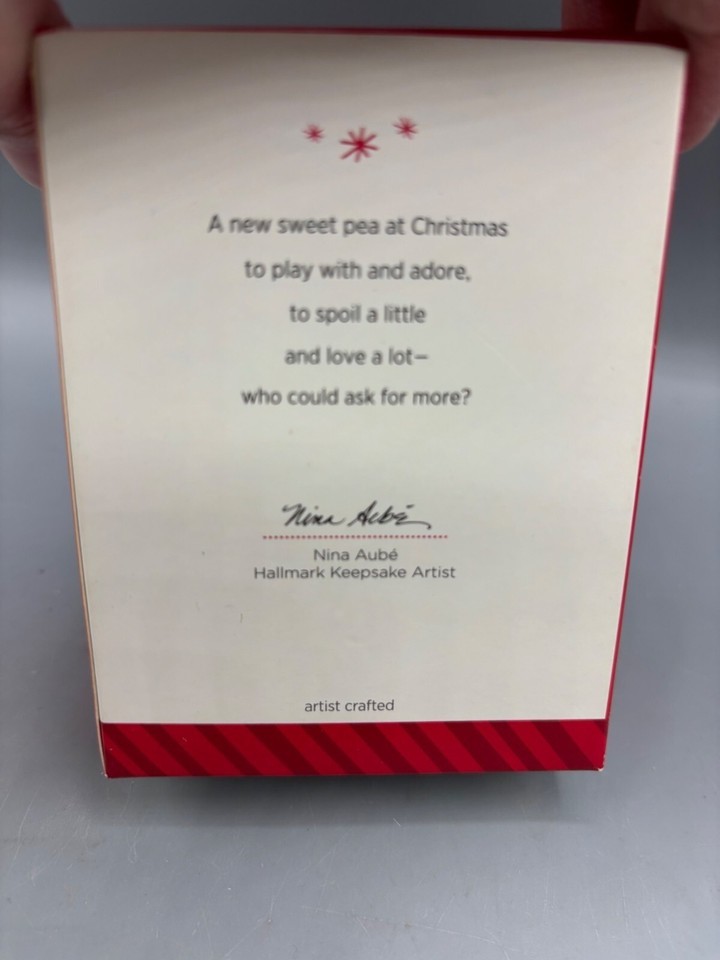 A new sweet pea at Christmas
to play with and adore,
to spoil a little
and love a lot–
who could ask for more?
Nina Aubé
Nina Aubé
Hallmark Keepsake Artist
artist crafted